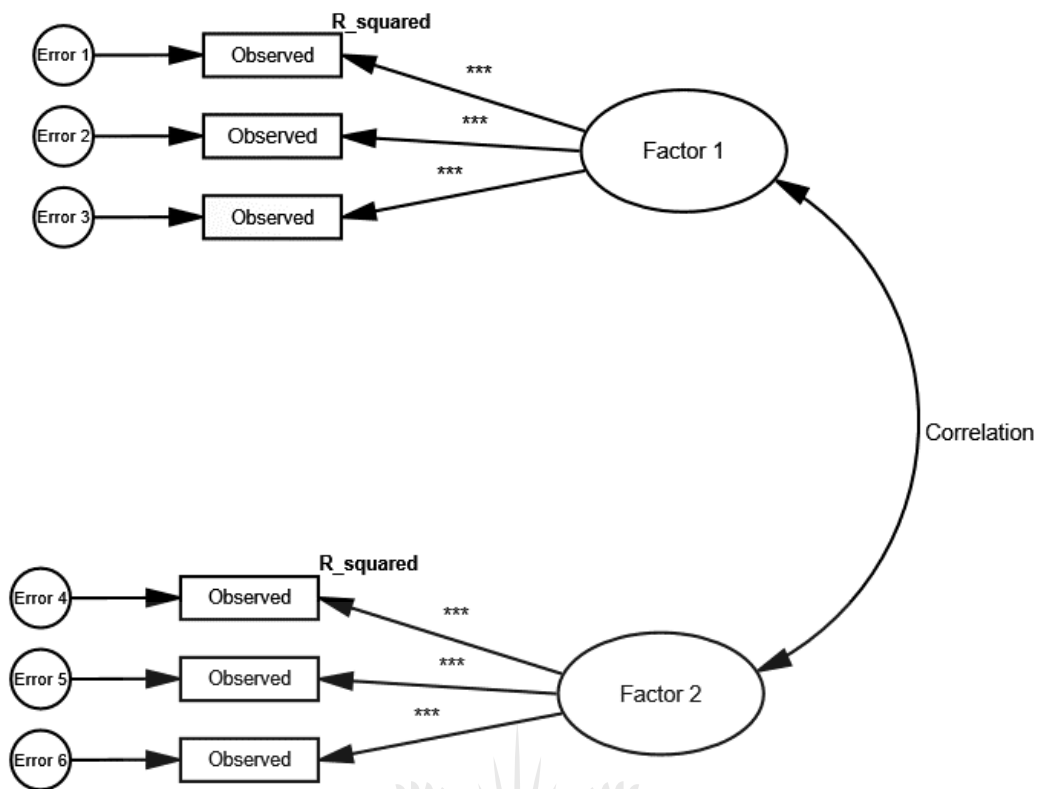 R_squared
Error 1
Observed
***
Error 2
Observed
***
Factor 1
***
Error 3
Observed
Correlation
R_squared
Error 4
Observed
***
Error 5
Observed
***
Factor 2
***
Error 6
Observed